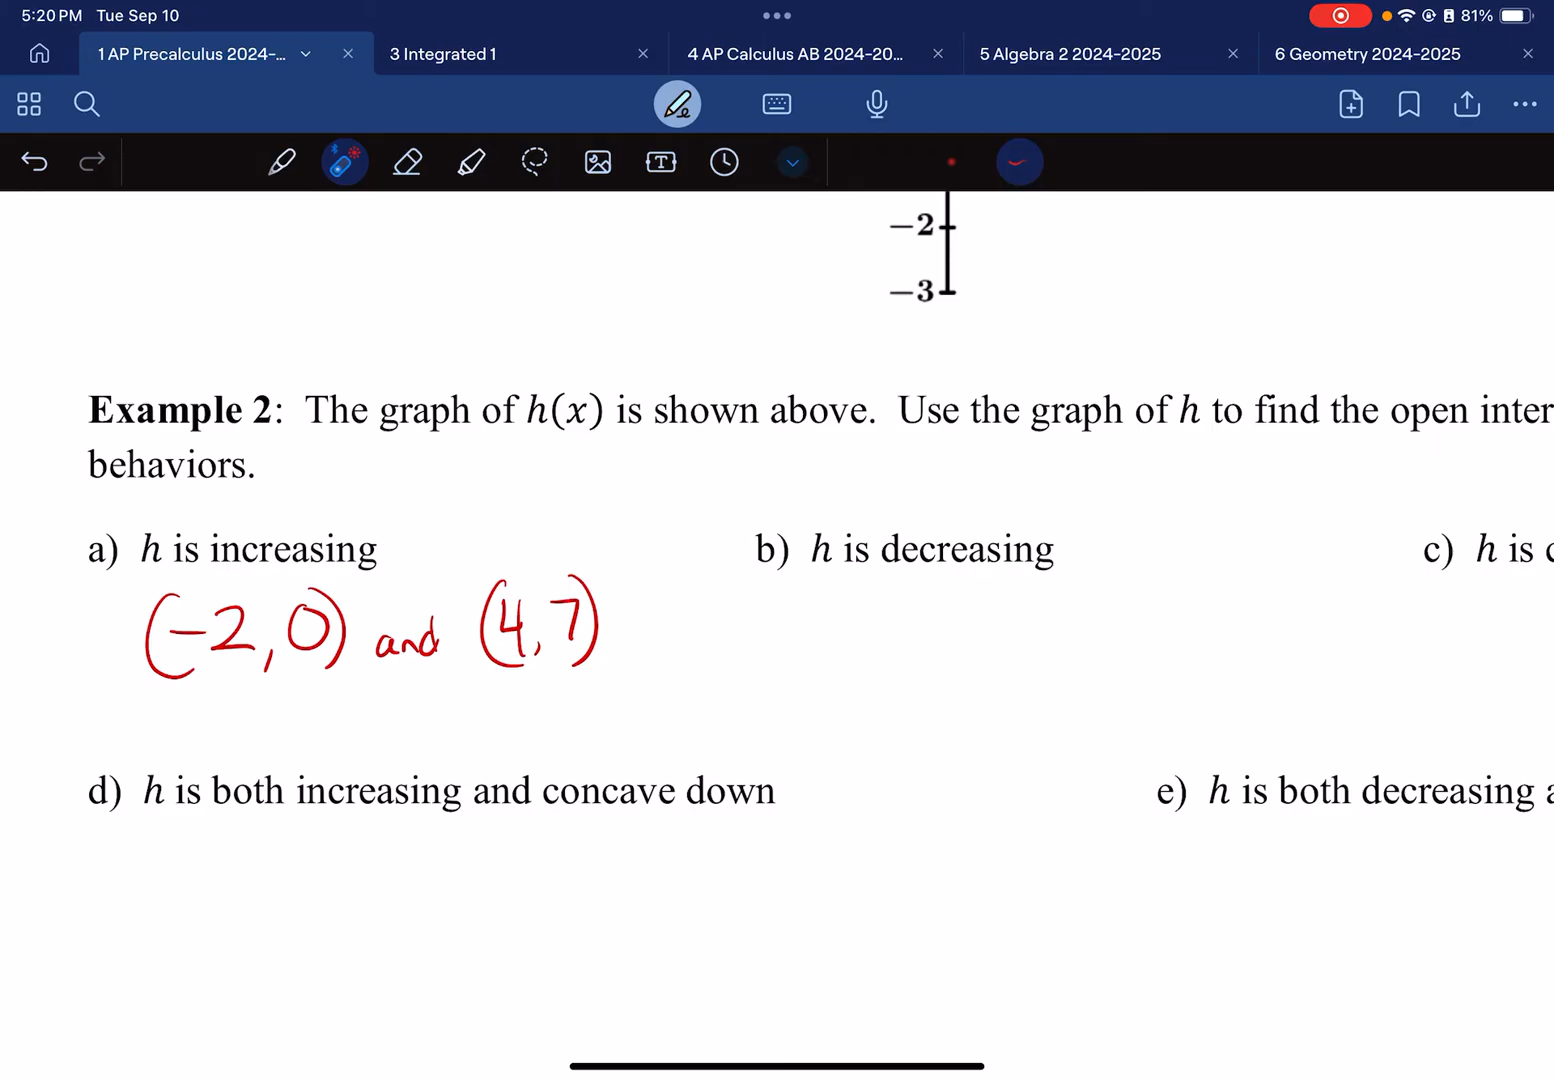 5:20 PM Tue Sep 10 81%
1 AP Precalculus 2024-... 3 Integrated 1 4 AP Calculus AB 2024-20... 5 Algebra 2 2024-2025 6 Geometry 2024-2025
T
−2
−3
Example 2: The graph of h(x) is shown above. Use the graph of h to find the open inter
behaviors.
a) h is increasing b) h is decreasing c) h is c
(−2, 0) and (4, 7)
d) h is both increasing and concave down e) h is both decreasing a